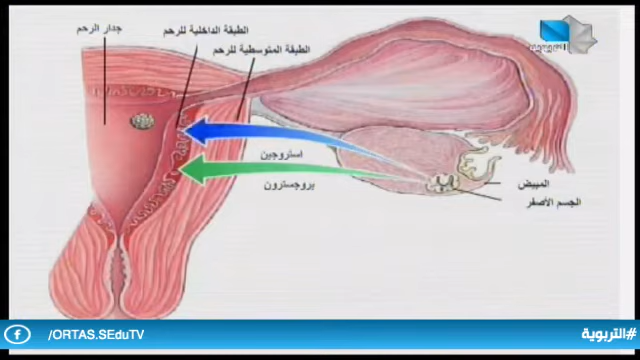 الطبقة الداخلية للرحم
جدار الرحم
الطبقة المتوسطية للرحم
استروجين
بروجسترون
المبيض
الجسم الأصفر
/ORTAS.SEduTV
#التربوية